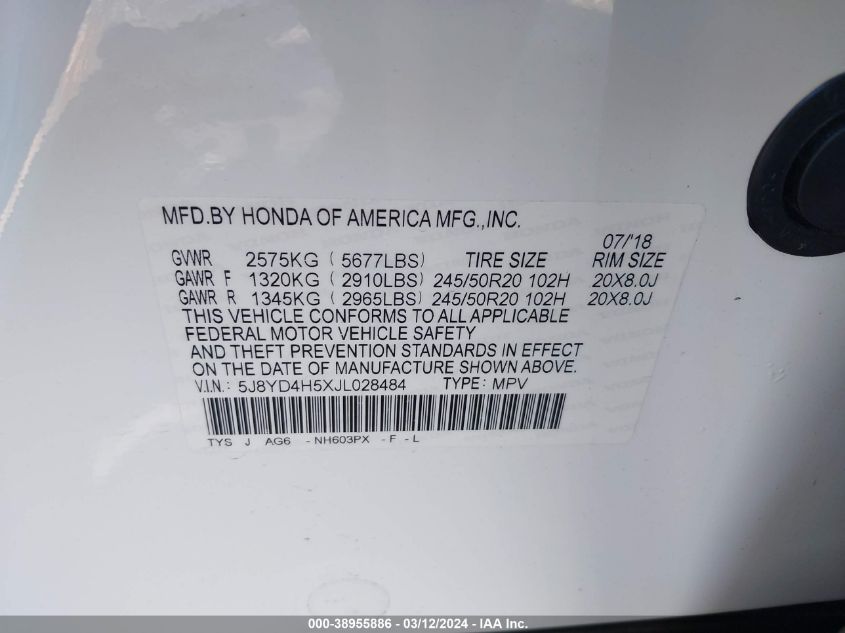 MFD.BY HONDA OF AMERICA MFG.,INC.
07/'18
GVWR 2575KG ( 5677LBS) TIRE SIZE RIM SIZE
GAWR F 1320KG ( 2910LBS) 245/50R20 102H 20X8.0J
GAWR R 1345KG ( 2965LBS) 245/50R20 102H 20X8.0J
THIS VEHICLE CONFORMS TO ALL APPLICABLE
FEDERAL MOTOR VEHICLE SAFETY
AND THEFT PREVENTION STANDARDS IN EFFECT
ON THE DATE OF MANUFACTURE SHOWN ABOVE.
V.I.N.: 5J8YD4H5XJL028484 TYPE: MPV
TYS J AG6 -NH603PX -F -L
000-38955886 - 03/12/2024 - IAA Inc.